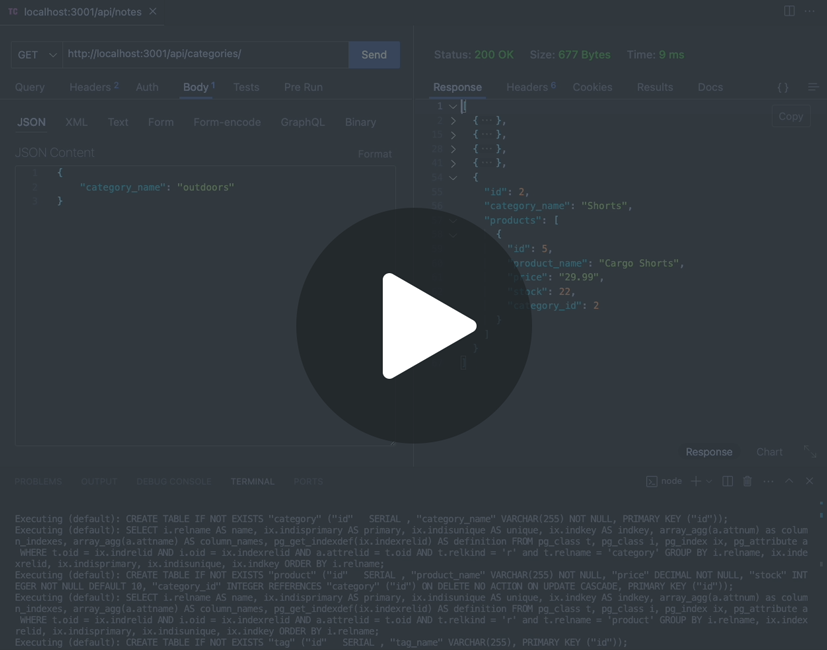 TC localhost:3001/api/notes ×
GET http://localhost:3001/api/categories/ Send
Status: 200 OK Size: 677 Bytes Time: 9 ms
Query Headers 2 Auth Body 1 Tests Pre Run
Response Headers 6 Cookies Results Docs {} 
JSON XML Text Form Form-encode GraphQL Binary
Copy
JSON Content
Format
1 {
2 "category_name": "outdoors"
3 }
1 [
{ ··· },
{ ··· },
{ ··· },
{ ··· },
{
"id": 2,
"category_name": "Shorts",
"products": [
{
"id": 5,
product_name": "Cargo Shorts",
"29.99",
22,
category_id": 2
}
]
}
]
Response Chart
PROBLEMS OUTPUT DEBUG CONSOLE TERMINAL PORTS
node
Executing (default): CREATE TABLE IF NOT EXISTS "category" ("id"   SERIAL , "category_name" VARCHAR(255) NOT NULL, PRIMARY KEY ("id"));
Executing (default): SELECT i.relname AS name, ix.indisprimary AS primary, ix.indisunique AS unique, ix.indkey AS indkey, array_agg(a.attnum) as colum
n_indexes, array_agg(a.attname) AS column_names, pg_get_indexdef(ix.indexrelid) AS definition FROM pg_class t, pg_class i, pg_index ix, pg_attribute a
WHERE t.oid = ix.indrelid AND i.oid = ix.indexrelid AND a.attrelid = t.oid AND t.relkind = 'r' and t.relname = 'category' GROUP BY i.relname, ix.inde
xrelid, ix.indisprimary, ix.indisunique, ix.indkey ORDER BY i.relname;
Executing (default): CREATE TABLE IF NOT EXISTS "product" ("id"   SERIAL , "product_name" VARCHAR(255) NOT NULL, "price" DECIMAL NOT NULL, "stock" INT
EGER NOT NULL DEFAULT 10, "category_id" INTEGER REFERENCES "category" ("id") ON DELETE NO ACTION ON UPDATE CASCADE, PRIMARY KEY ("id"));
Executing (default): SELECT i.relname AS name, ix.indisprimary AS primary, ix.indisunique AS unique, ix.indkey AS indkey, array_agg(a.attnum) as colum
n_indexes, array_agg(a.attname) AS column_names, pg_get_indexdef(ix.indexrelid) AS definition FROM pg_class t, pg_class i, pg_index ix, pg_attribute a
WHERE t.oid = ix.indrelid AND i.oid = ix.indexrelid AND a.attrelid = t.oid AND t.relkind = 'r' and t.relname = 'product' GROUP BY i.relname, ix.index
relid, ix.indisprimary, ix.indisunique, ix.indkey ORDER BY i.relname;
Executing (default): CREATE TABLE IF NOT EXISTS "tag" ("id"   SERIAL , "tag_name" VARCHAR(255), PRIMARY KEY ("id"));